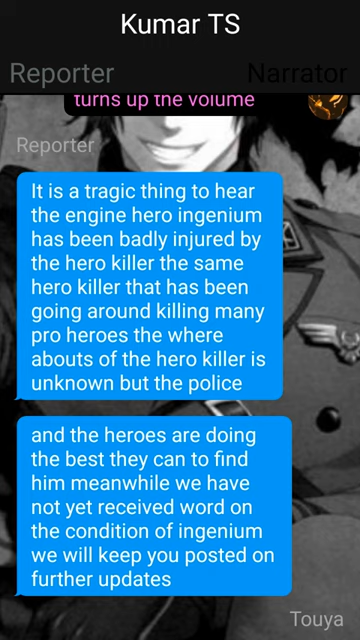 Kumar TS
Reporter
Narrator
turns up the volume
Reporter
It is a tragic thing to hear
the engine hero ingenium
has been badly injured by
the hero killer the same
hero killer that has been
going around killing many
pro heroes the where
abouts of the hero killer is
unknown but the police
and the heroes are doing
the best they can to find
him meanwhile we have
not yet received word on
the condition of ingenium
we will keep you posted on
further updates
Touya